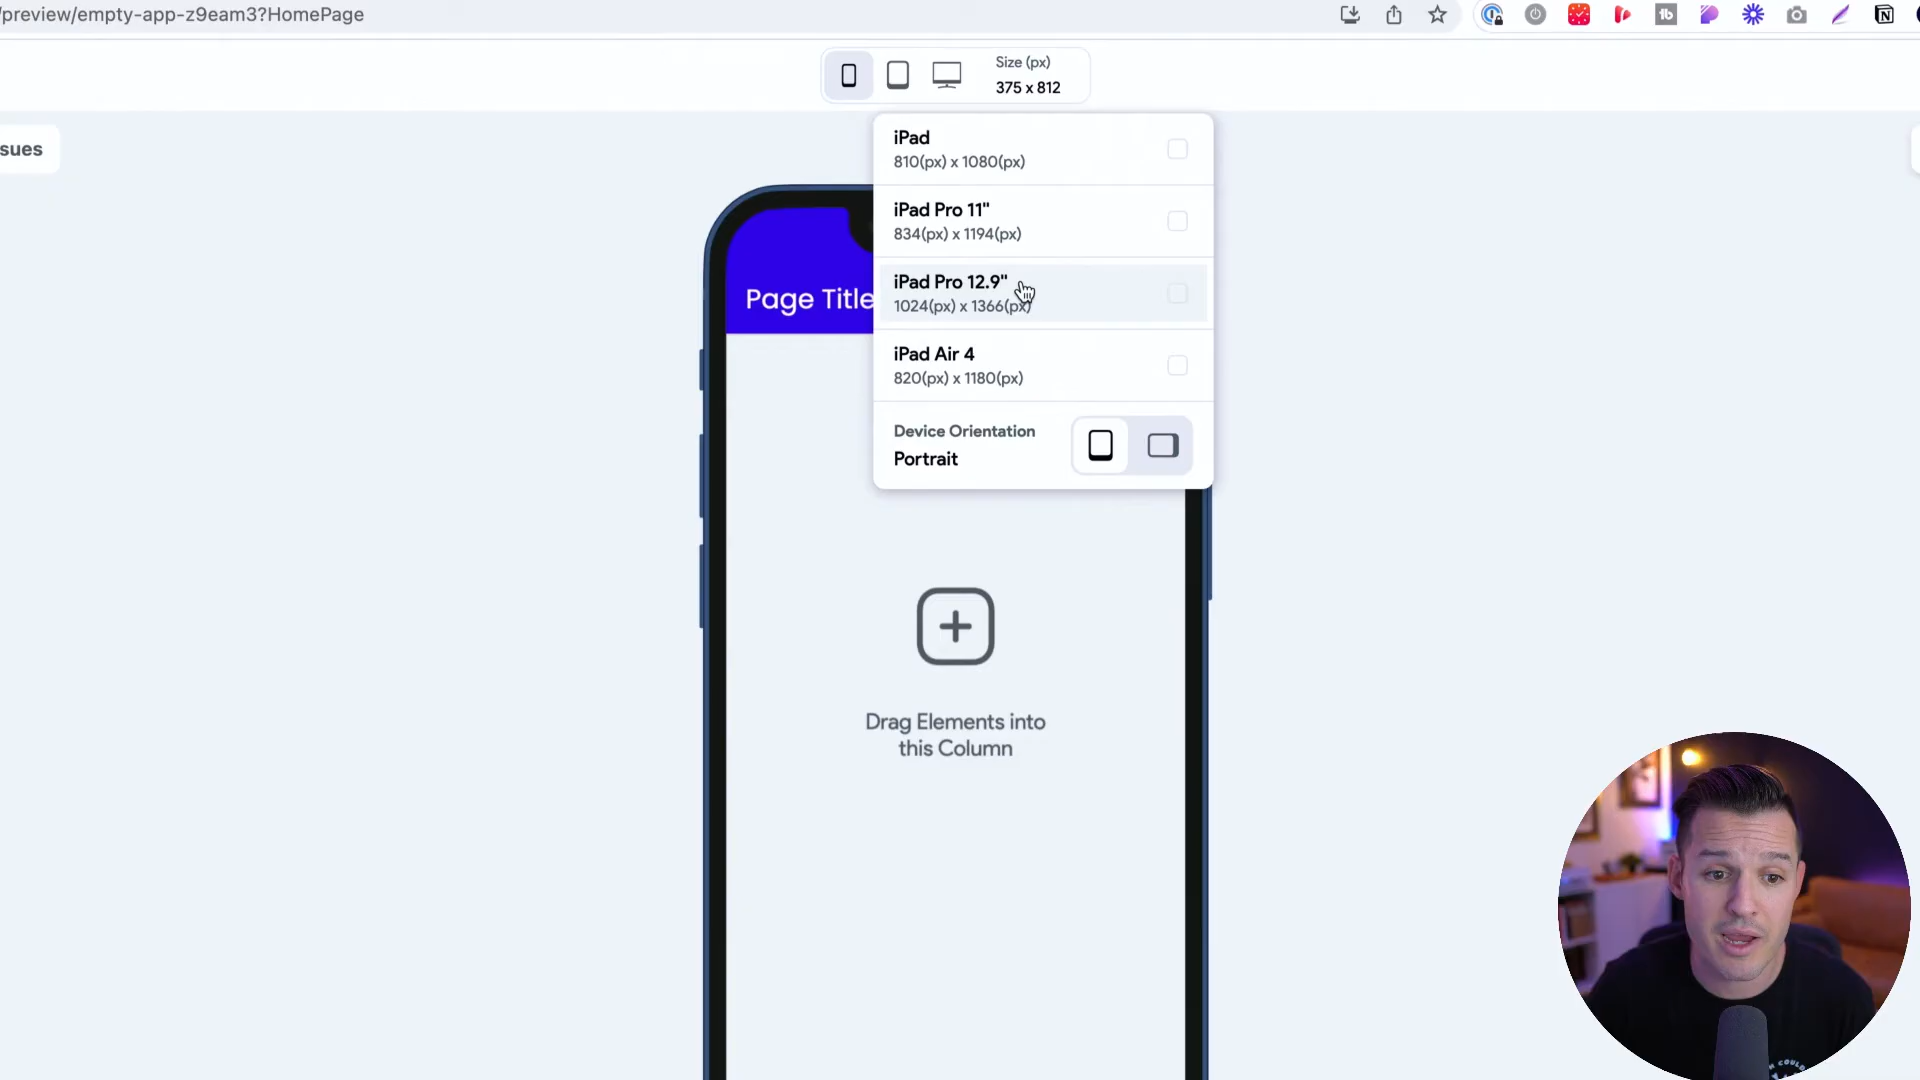 /preview/empty-app-z9eam3?HomePage
Size (px)
375 x 812
sues
iPad
810(px) x 1080(px)
iPad Pro 11"
834(px) x 1194(px)
iPad Pro 12.9"
1024(px) x 1366(px)
iPad Air 4
820(px) x 1180(px)
Device Orientation
Portrait
Page Title
Drag Elements into
this Column
COULD